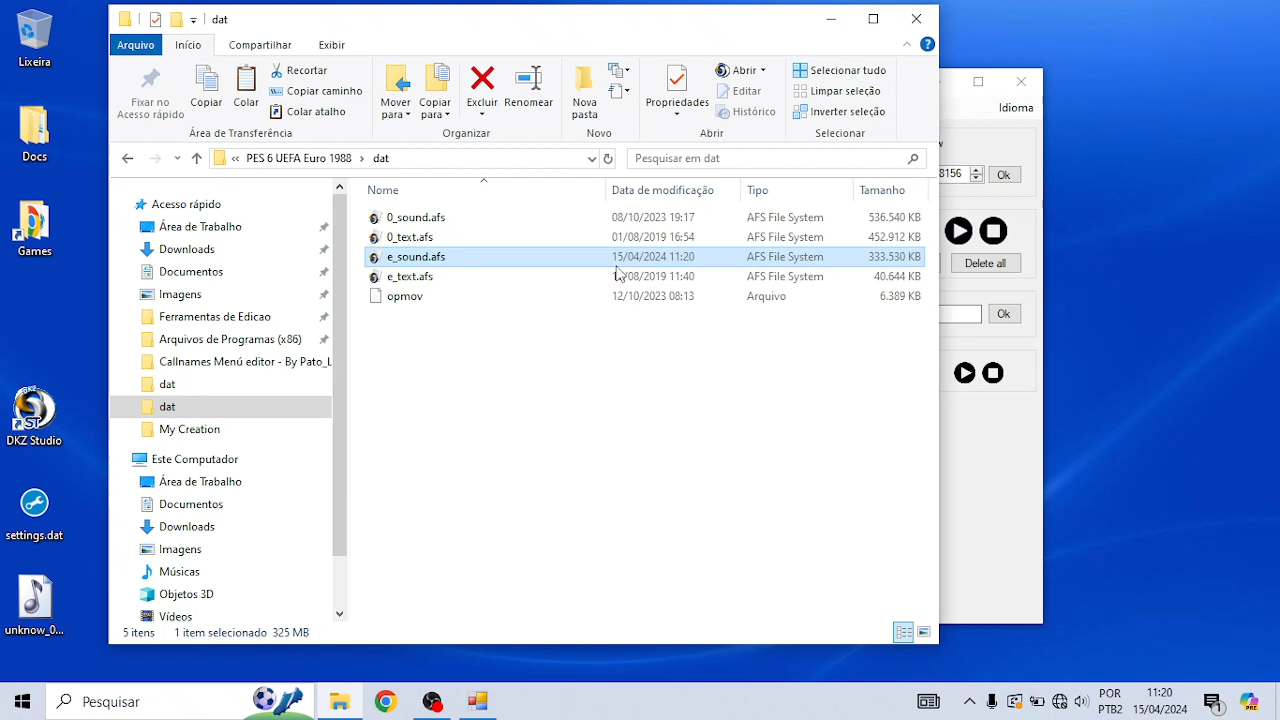 Lixeira
Docs
Games
DKZ Studio
settings.dat
unknow_0...
dat
Arquivo
Início
Compartilhar
Exibir
Fixar no
Acesso rápido
Copiar
Colar
Recortar
Copiar caminho
Colar atalho
Área de Transferência
Mover
para
Copiar
para
Excluir
Renomear
Organizar
Nova
pasta
Novo
Propriedades
Abrir
Editar
Histórico
Abrir
Selecionar tudo
Limpar seleção
Inverter seleção
Selecionar
« PES 6 UEFA Euro 1988 › dat
Pesquisar em dat
Acesso rápido
Área de Trabalho
Downloads
Documentos
Imagens
Ferramentas de Edicao
Arquivos de Programas (x86)
Callnames Menú editor - By Pato_L
dat
dat
My Creation
Este Computador
Área de Trabalho
Documentos
Downloads
Imagens
Músicas
Objetos 3D
Vídeos
Nome Data de modificação Tipo Tamanho
0_sound.afs 08/10/2023 19:17 AFS File System 536.540 KB
0_text.afs 01/08/2019 16:54 AFS File System 452.912 KB
e_sound.afs 15/04/2024 11:20 AFS File System 333.530 KB
e_text.afs /08/2019 11:40 AFS File System 40.644 KB
opmov 12/10/2023 08:13 Arquivo 6.389 KB
5 itens 1 item selecionado 325 MB
Idioma
w
8156 Ok
Delete all
Ok
Pesquisar
POR
PTB2
11:20
15/04/2024
1
PRE